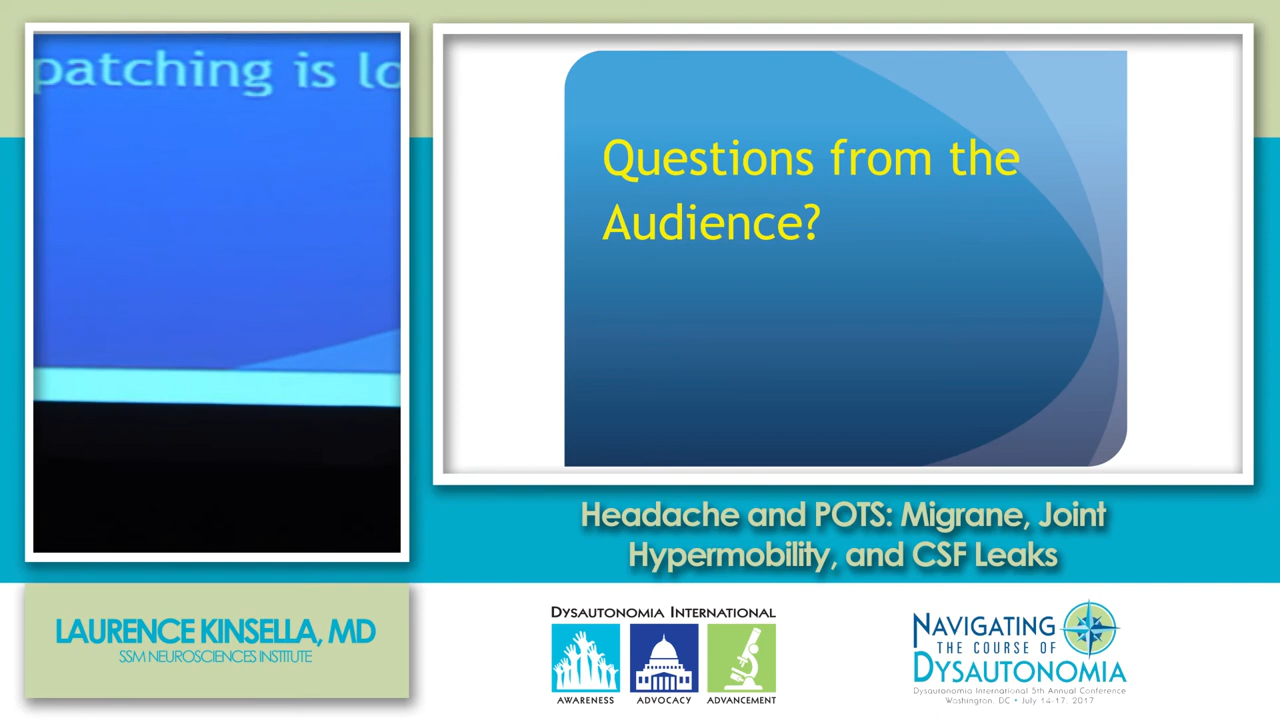 patching is lo
Questions from the
Audience?
Headache and POTS: Migrane, Joint
Hypermobility, and CSF Leaks
LAURENCE KINSELLA, MD
SSM NEUROSCIENCES INSTITUTE
DYSAUTONOMIA INTERNATIONAL
AWARENESS ADVOCACY ADVANCEMENT
NAVIGATING
THE COURSE OF
DYSAUTONOMIA
Dysautonomia International 5th Annual Conference
Washington, DC • July 14-17, 2017